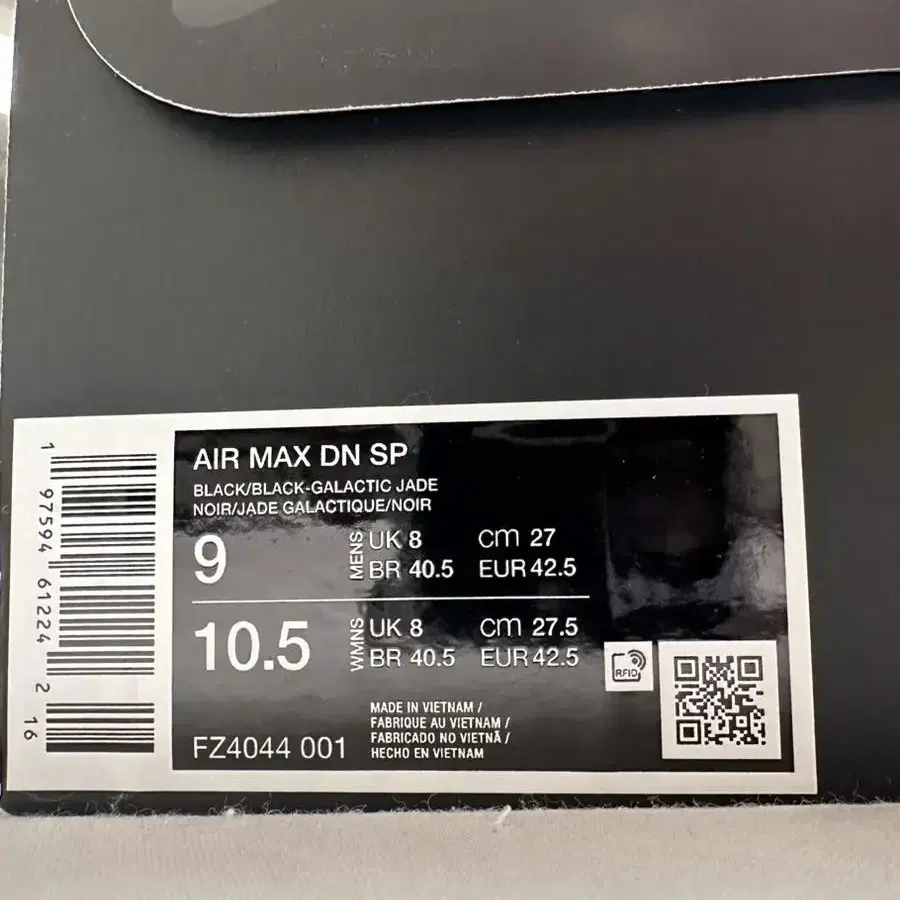 AIR MAX DN SP
BLACK/BLACK-GALACTIC JADE
NOIR/JADE GALACTIQUE/NOIR
9
MENS
UK 8 cm 27
BR 40.5 EUR 42.5
10.5
WMNS
UK 8 cm 27.5
BR 40.5 EUR 42.5
FZ4044 001
MADE IN VIETNAM /
FABRIQUE AU VIETNAM /
FABRICADO NO VIETNÃ /
HECHO EN VIETNAM
RFID
1 97594 61224 2 16